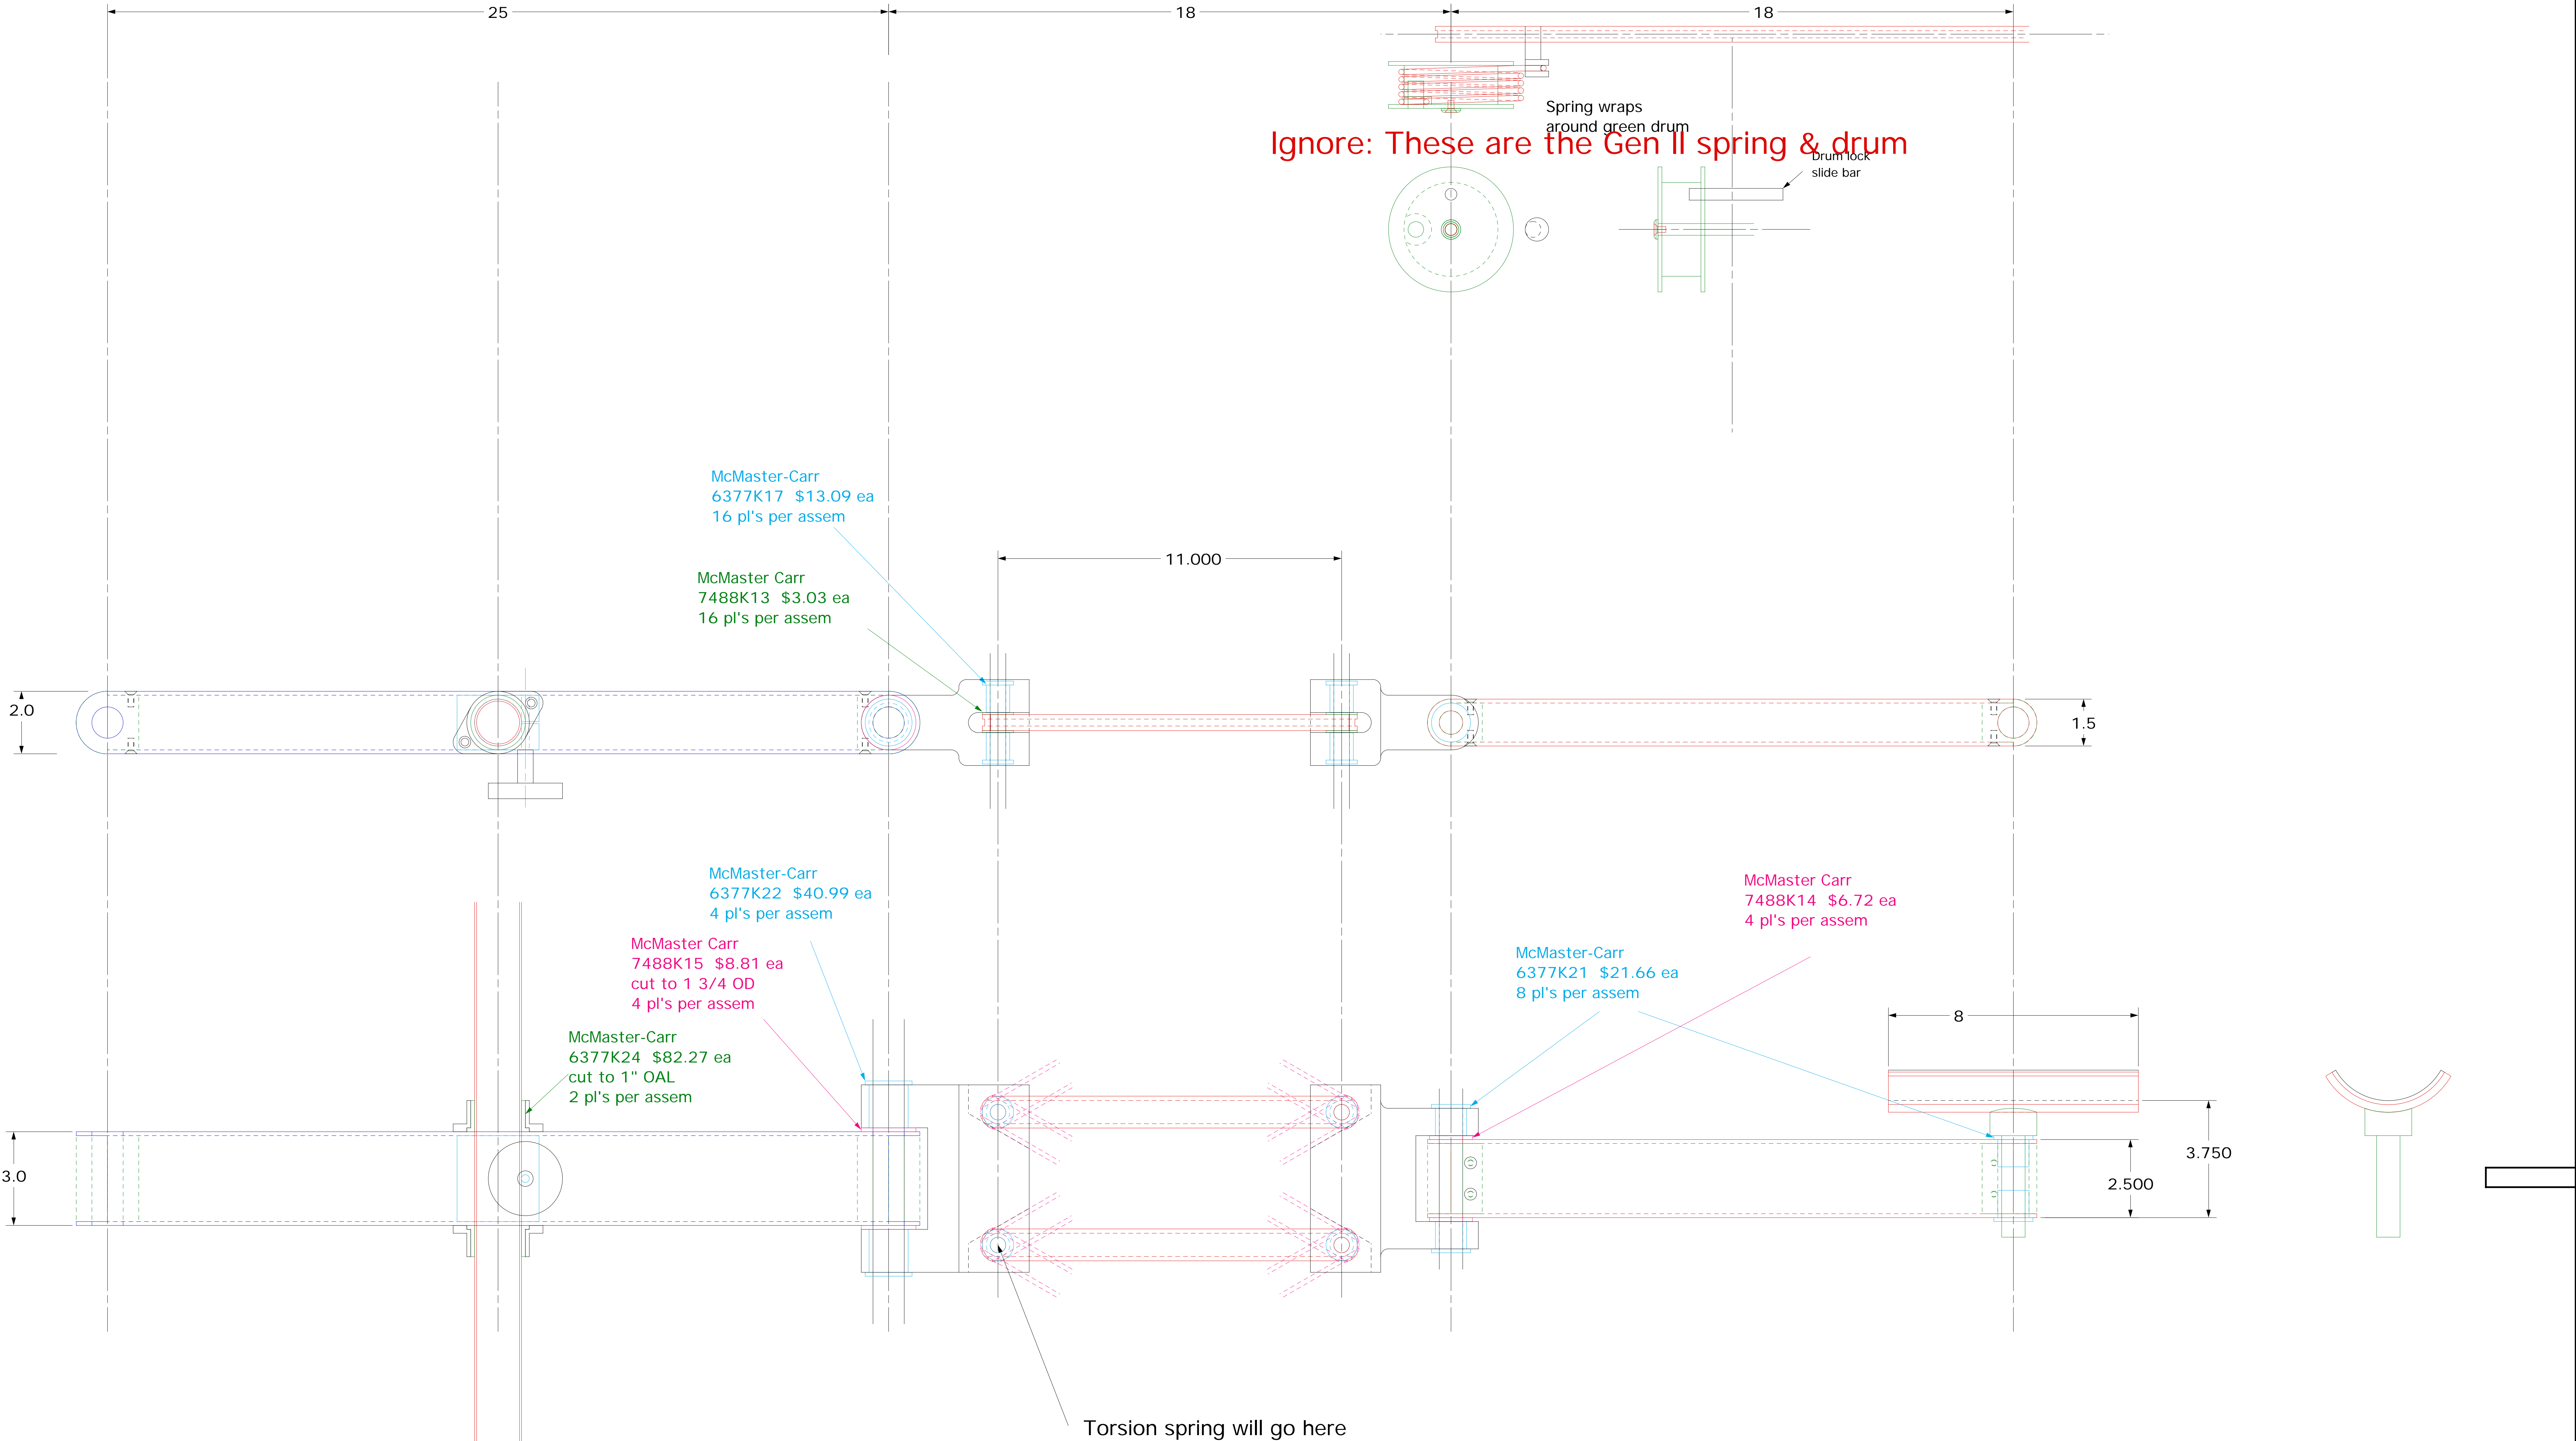 25
18
18
Spring wraps
around green drum
Ignore: These are the Gen II spring & drum
Drum lock
slide bar
McMaster-Carr
6377K17  $13.09 ea
16 pl's per assem
11.000
McMaster Carr
7488K13  $3.03 ea
16 pl's per assem
2.0
1.5
McMaster-Carr
6377K22  $40.99 ea
4 pl's per assem
McMaster Carr
7488K14  $6.72 ea
4 pl's per assem
McMaster Carr
7488K15  $8.81 ea
cut to 1 3/4 OD
4 pl's per assem
McMaster-Carr
6377K21  $21.66 ea
8 pl's per assem
8
McMaster-Carr
6377K24  $82.27 ea
cut to 1" OAL
2 pl's per assem
3.0
3.750
2.500
Torsion spring will go here